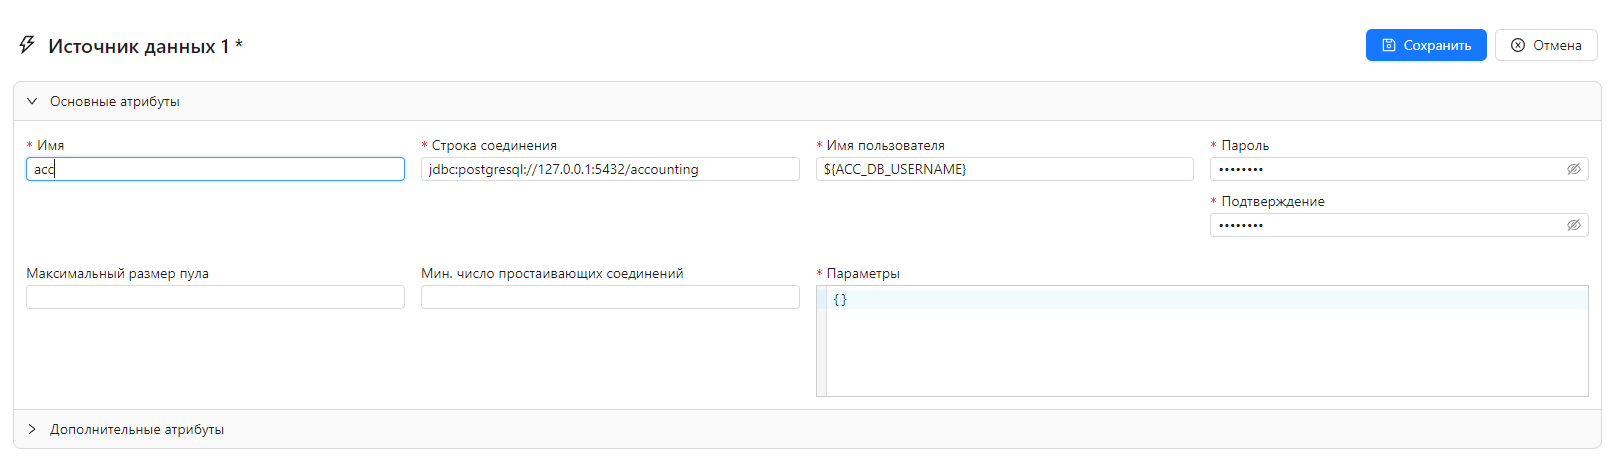 Источник данных 1 *
Сохранить
Отмена
Основные атрибуты
* Имя
* Строка соединения
* Имя пользователя
* Пароль
acc
jdbc:postgresql://127.0.0.1:5432/accounting
${ACC_DB_USERNAME}
••••••••
* Подтверждение
••••••••
Максимальный размер пула
Мин. число простаивающих соединений
* Параметры
{}
Дополнительные атрибуты